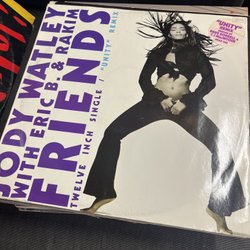 JODY WATLEY
WITH ERIC B. & RAKIM
FRIENDS
TWELVE INCH SINGLE
"UNITY" REMIX
"UNITY"